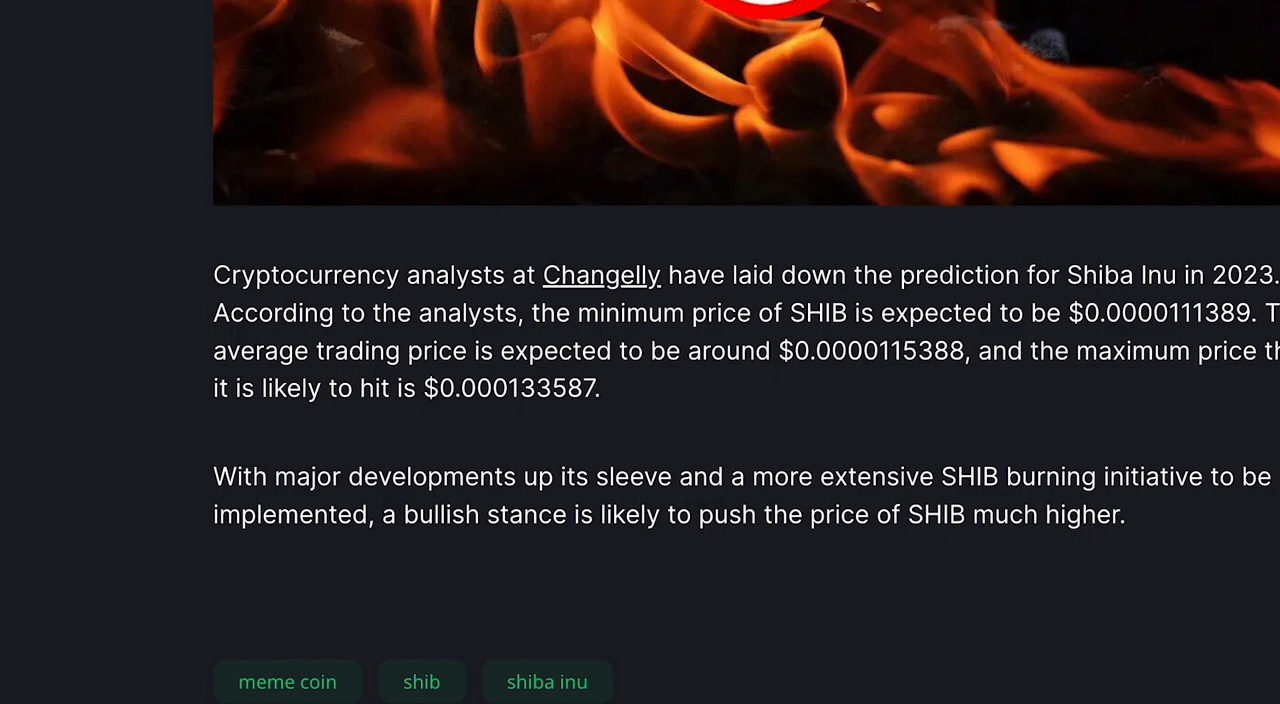 Cryptocurrency analysts at Changelly have laid down the prediction for Shiba Inu in 2023.
According to the analysts, the minimum price of SHIB is expected to be $0.0000111389. T
average trading price is expected to be around $0.0000115388, and the maximum price th
it is likely to hit is $0.000133587.
With major developments up its sleeve and a more extensive SHIB burning initiative to be
implemented, a bullish stance is likely to push the price of SHIB much higher.
meme coin shib shiba inu